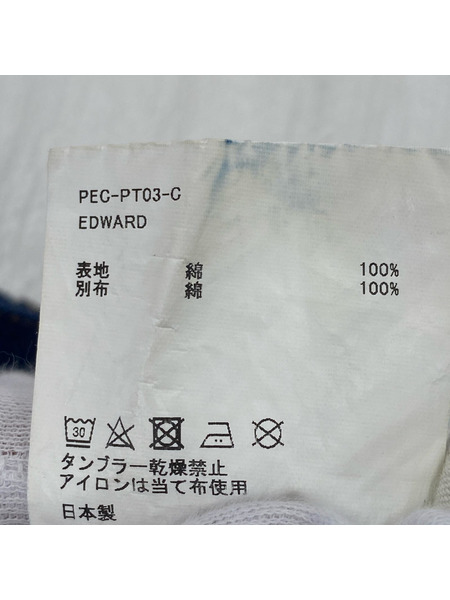 PEC-PT03-C
EDWARD
表地 綿 100%
別布 綿 100%
30
タンブラー乾燥禁止
アイロンは当て布使用
日本製